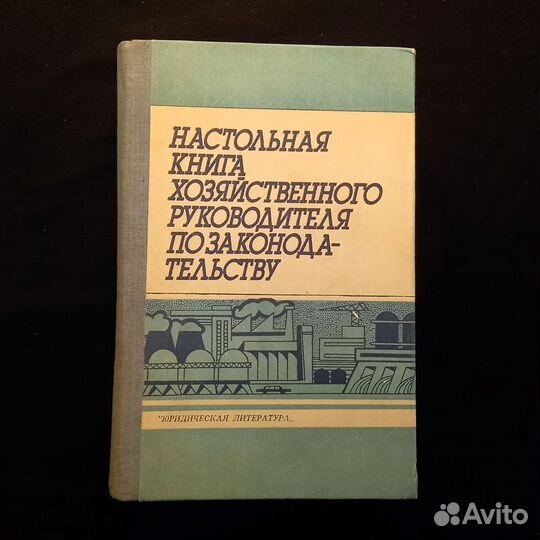 НАСТОЛЬНАЯ
КНИГА
ХОЗЯЙСТВЕННОГО
РУКОВОДИТЕЛЯ
ПО ЗАКОНОДА-
ТЕЛЬСТВУ
"ЮРИДИЧЕСКАЯ ЛИТЕРАТУРА„
Avito